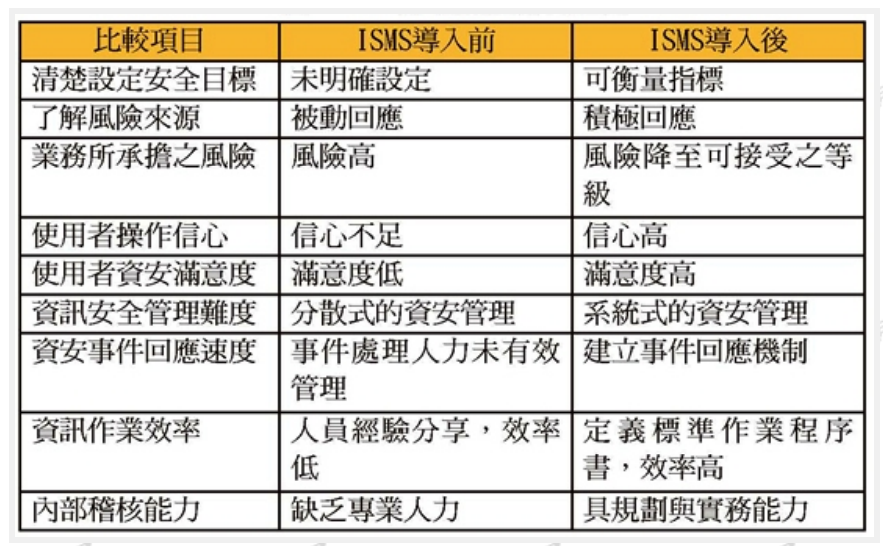 比較項目 ISMS導入前 ISMS導入後
清楚設定安全目標 未明確設定 可衡量指標
了解風險來源 被動回應 積極回應
業務所承擔之風險 風險高 風險降至可接受之等
級
使用者操作信心 信心不足 信心高
使用者資安滿意度 滿意度低 滿意度高
資訊安全管理難度 分散式的資安管理 系統式的資安管理
資安事件回應速度 事件處理人力未有效 建立事件回應機制
管理
資訊作業效率 人員經驗分享，效率 定義標準作業程序
低 書，效率高
內部稽核能力 缺乏專業人力 具規劃與實務能力